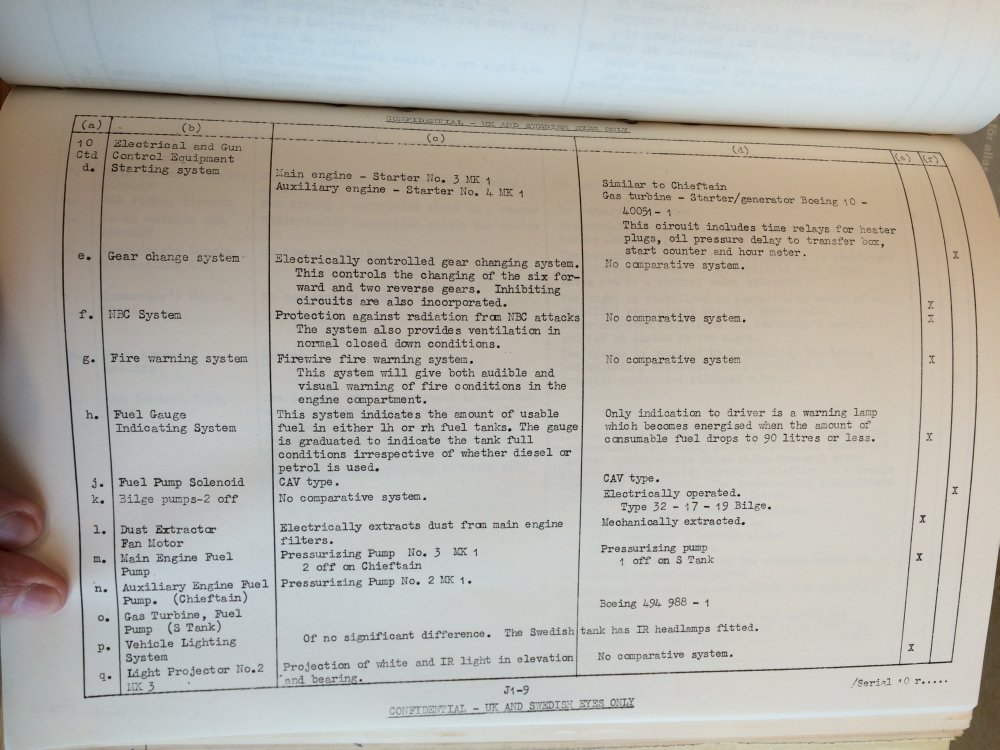 CONFIDENTIAL - UK AND SWEDISH EYES ONLY
(a) (b) (c) (d) (e) (f)
10 Electrical and Gun
Ctd Control Equipment
d. Starting system
Main engine - Starter No. 3 MK 1
Auxiliary engine - Starter No. 4 MK 1
Similar to Chieftain
Gas turbine - Starter/generator Boeing 10 -
40051- 1
This circuit includes time relays for heater
plugs, oil pressure delay to transfer box,
start counter and hour meter.
X
e. Gear change system
Electrically controlled gear changing system.
This controls the changing of the six for-
ward and two reverse gears. Inhibiting
circuits are also incorporated.
No comparative system.
X
f. NBC System
Protection against radiation from NBC attacks
The system also provides ventilation in
normal closed down conditions.
No comparative system.
X
g. Fire warning system
Firewire fire warning system.
This system will give both audible and
visual warning of fire conditions in the
engine compartment.
No comparative system
X
h. Fuel Gauge
Indicating System
This system indicates the amount of usable
fuel in either lh or rh fuel tanks. The gauge
is graduated to indicate the tank full
conditions irrespective of whether diesel or
petrol is used.
Only indication to driver is a warning lamp
which becomes energised when the amount of
consumable fuel drops to 90 litres or less.
X
j. Fuel Pump Solenoid
CAV type.
CAV type.
k. Bilge pumps-2 off
No comparative system.
Electrically operated.
Type 32 - 17 - 19 Bilge.
X
l. Dust Extractor
Fan Motor
Electrically extracts dust from main engine
filters.
Mechanically extracted.
X
m. Main Engine Fuel
Pump
Pressurizing Pump No. 3 MK 1
2 off on Chieftain
Pressurizing pump
1 off on S Tank
X
n. Auxiliary Engine Fuel
Pump. (Chieftain)
Pressurizing Pump No. 2 MK 1.
o. Gas Turbine, Fuel
Pump (S Tank)
Boeing 494 988 - 1
p. Vehicle Lighting
System
Of no significant difference. The Swedish tank has IR headlamps fitted.
q. Light Projector No.2
MK 3
Projection of white and IR light in elevation
and bearing.
No comparative system.
X
J1-9
/Serial 10 r.....
CONFIDENTIAL - UK AND SWEDISH EYES ONLY